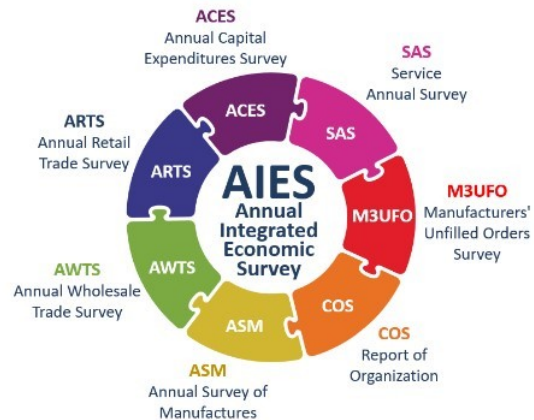 ACES
Annual Capital
Expenditures Survey
SAS
Service
Annual Survey
ARTS
Annual Retail
Trade Survey
ACES
SAS
ARTS
M3UFO
AWTS
COS
ASM
AIES
Annual
Integrated
Economic
Survey
M3UFO
Manufacturers'
Unfilled Orders
Survey
AWTS
Annual Wholesale
Trade Survey
COS
Report of
Organization
ASM
Annual Survey of
Manufactures